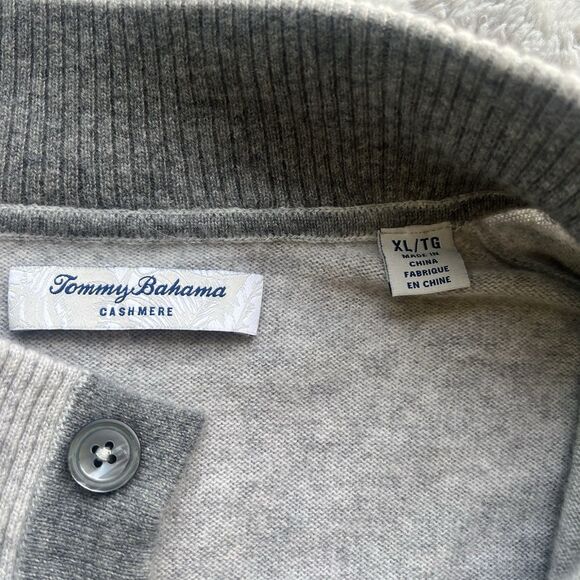 Tommy Bahama
CASHMERE
XL/TG
MADE IN
CHINA
FABRIQUE
EN CHINE